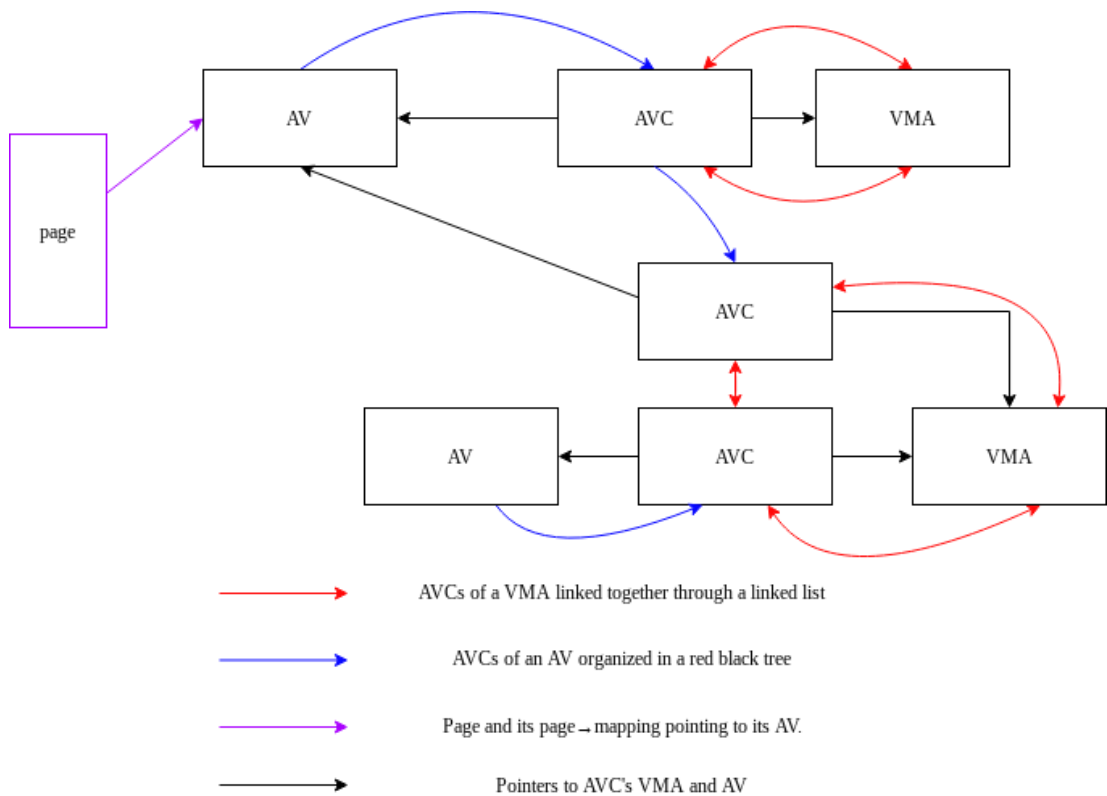 AV
AVC
VMA
page
AVC
AV
AVC
VMA
AVCs of a VMA linked together through a linked list
AVCs of an AV organized in a red black tree
Page and its page→mapping pointing to its AV.
Pointers to AVC's VMA and AV